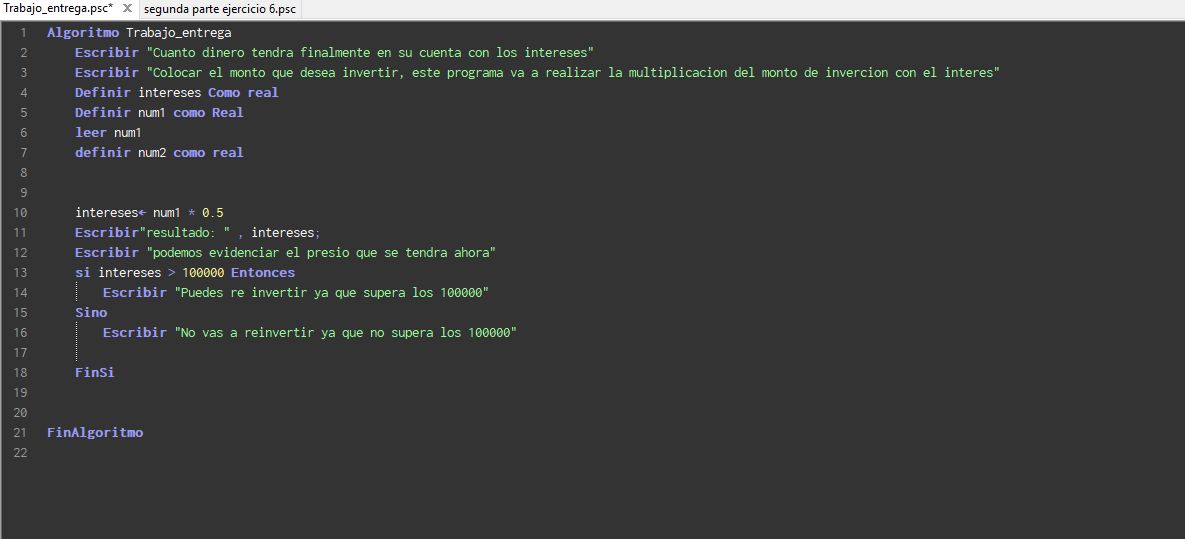 Trabajo_entrega.psc* X segunda parte ejercicio 6.psc
1 Algoritmo Trabajo_entrega
2 Escribir "Cuanto dinero tendra finalmente en su cuenta con los intereses"
3 Escribir "Colocar el monto que desea invertir, este programa va a realizar la multiplicacion del monto de invercion con el interes"
4 Definir intereses Como real
5 Definir num1 como Real
6 leer num1
7 definir num2 como real
8
9
10 intereses← num1 * 0.5
11 Escribir"resultado: " , intereses;
12 Escribir "podemos evidenciar el presio que se tendra ahora"
13 si intereses > 100000 Entonces
14 Escribir "Puedes re invertir ya que supera los 100000"
15 Sino
16 Escribir "No vas a reinvertir ya que no supera los 100000"
17
18 FinSi
19
20
21 FinAlgoritmo
22